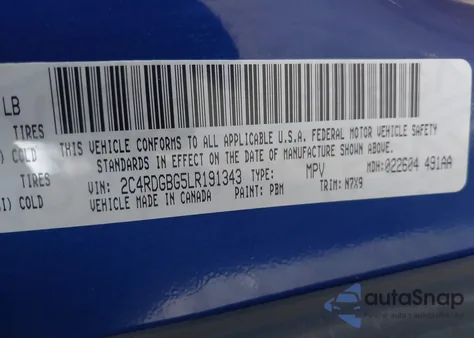 LB
TIRES
THIS VEHICLE CONFORMS TO ALL APPLICABLE U.S.A. FEDERAL MOTOR VEHICLE SAFETY
) COLD
STANDARDS IN EFFECT ON THE DATE OF MANUFACTURE SHOWN ABOVE.
TIRES
VIN: 2C4RDGBG5LR191343 TYPE: MPV MDH: 022604 491AA
I) COLD
VEHICLE MADE IN CANADA PAINT: PBM TRIM: N7X9
autoSnap